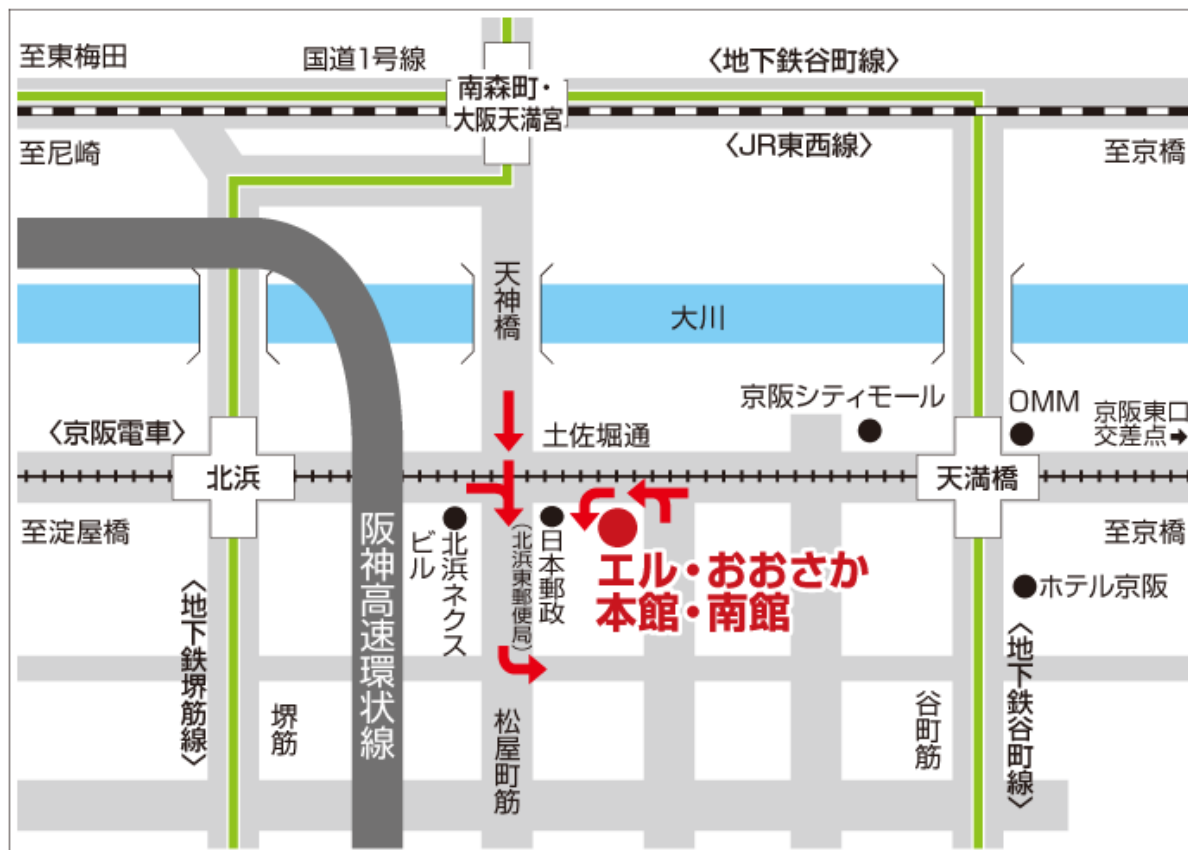 至東梅田
国道1号線
〈地下鉄谷町線〉
南森町・
大阪天満宮
至尼崎
〈JR東西線〉
至京橋
天神橋
大川
京阪シティモール
OMM
京阪東口
交差点➡
〈京阪電車〉
土佐堀通
北浜
天満橋
至淀屋橋
至京橋
北浜ネクス
ビル
(北浜東郵便局)
日本郵政
エル・おおさか
本館・南館
ホテル京阪
〈地下鉄堺筋線〉
堺筋
阪神高速環状線
松屋町筋
谷町筋
〈地下鉄谷町線〉